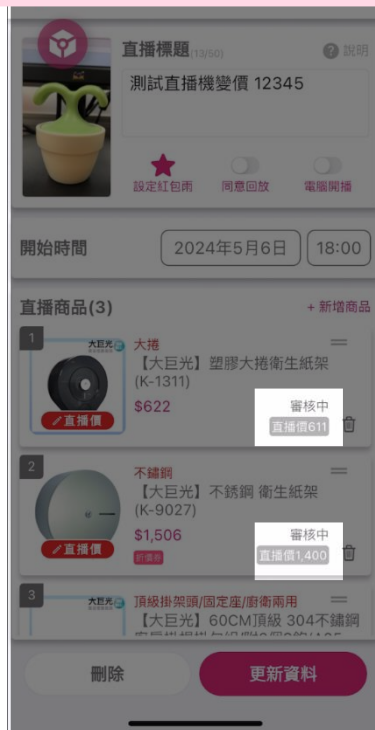 直播標題(13/50)
? 說明
測試直播機變價 12345
設定紅包雨
同意回放
電腦開播
開始時間
2024年5月6日
18:00
直播商品(3)
+ 新增商品
1
大巨光
直播價
大捲
【大巨光】塑膠大捲衛生紙架
(K-1311)
$622
審核中
直播價611
2
直播價
不鏽鋼
【大巨光】不銹鋼 衛生紙架
(K-9027)
$1,506
折價券
審核中
直播價1,400
3
大巨光
頂級掛架頭/固定座/廚衛兩用
【大巨光】60CM頂級 304不鏽鋼
刪除
更新資料